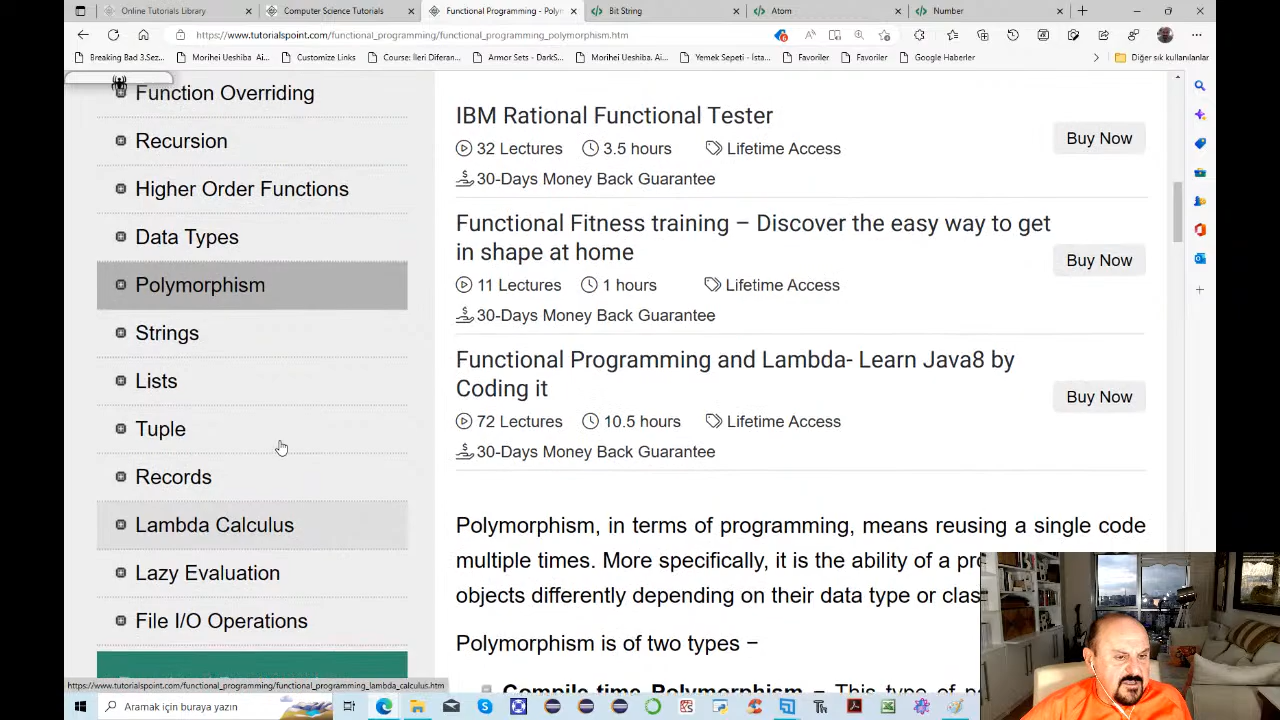 Online Tutorials Library
Computer Science Tutorials
Functional Programming - Polym
Bit String
Atom
Number
https://www.tutorialspoint.com/functional_programming/functional_programming_polymorphism.htm
Breaking Bad 3.Sez...
Morihei Ueshiba Ai...
Customize Links
Course: İleri Diferan...
Armor Sets - DarkS...
Morihei Ueshiba Ai...
Yemek Sepeti - İsta...
Favoriler
Favoriler
Google Haberler
Diğer sık kullanılanlar
Function Overriding
Recursion
Higher Order Functions
Data Types
Polymorphism
Strings
Lists
Tuple
Records
Lambda Calculus
Lazy Evaluation
File I/O Operations
IBM Rational Functional Tester
32 Lectures 3.5 hours Lifetime Access
30-Days Money Back Guarantee
Buy Now
Functional Fitness training – Discover the easy way to get
in shape at home
11 Lectures 1 hours Lifetime Access
30-Days Money Back Guarantee
Buy Now
Functional Programming and Lambda- Learn Java8 by
Coding it
72 Lectures 10.5 hours Lifetime Access
30-Days Money Back Guarantee
Buy Now
Polymorphism, in terms of programming, means reusing a single code
multiple times. More specifically, it is the ability of a pro
objects differently depending on their data type or clas
Polymorphism is of two types −
Compile time Polymorphism − This type of p
https://www.tutorialspoint.com/functional_programming/functional_programming_lambda_calculus.htm
Aramak için buraya yazın